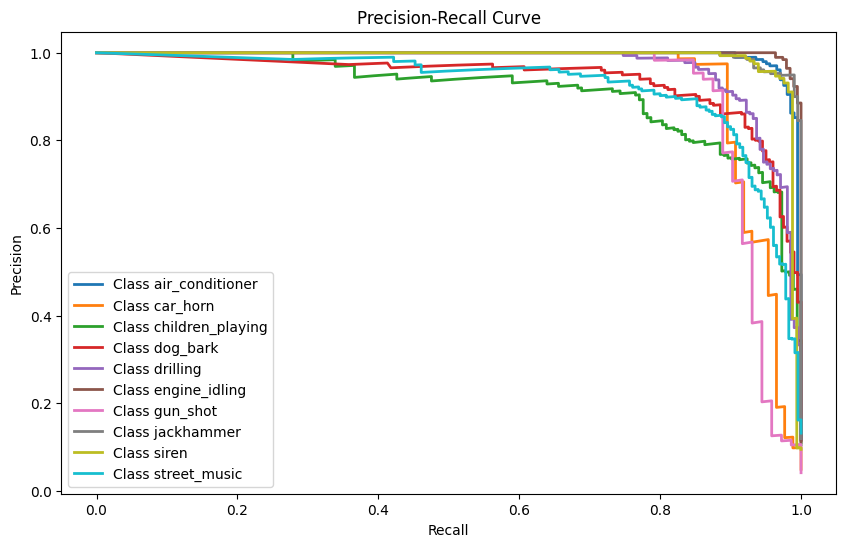 Precision-Recall Curve
Precision
1.0
0.8
0.6
0.4
0.2
0.0
Class air_conditioner
Class car_horn
Class children_playing
Class dog_bark
Class drilling
Class engine_idling
Class gun_shot
Class jackhammer
Class siren
Class street_music
0.0 0.2 0.4 0.6 0.8 1.0
Recall